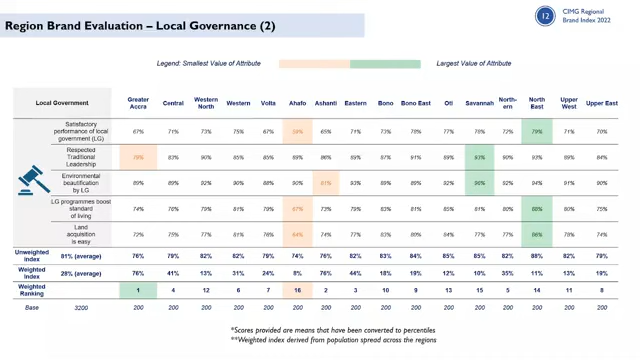 Region Brand Evaluation – Local Governance (2)
12
CIMG Regional
Brand Index 2022
Legend: Smallest Value of Attribute
Largest Value of Attribute
Local Government Greater Accra Central Western North Western Volta Ahafo Ashanti Eastern Bono Bono East Oti Savannah North-ern North East Upper West Upper East
Satisfactory performance of local government (LG) 67% 71% 73% 75% 67% 59% 65% 71% 73% 78% 77% 78% 72% 79% 71% 70%
Respected Traditional Leadership 78% 83% 90% 85% 85% 89% 86% 89% 87% 91% 89% 93% 90% 93% 89% 84%
Environmental beautification by LG 89% 89% 92% 90% 88% 90% 81% 93% 89% 89% 92% 96% 92% 94% 91% 90%
LG programmes boost standard of living 74% 76% 79% 81% 79% 67% 73% 79% 83% 81% 85% 81% 80% 88% 80% 75%
Land acquisition is easy 72% 75% 77% 81% 78% 64% 74% 77% 83% 80% 84% 77% 77% 86% 78% 74%
Unweighted Index 81% (average) 76% 79% 82% 82% 79% 74% 76% 82% 83% 84% 85% 85% 82% 88% 82% 79%
Weighted Index 28% (average) 76% 41% 13% 31% 24% 8% 76% 44% 18% 19% 12% 10% 35% 11% 13% 19%
Weighted Ranking 1 4 12 6 7 16 2 3 10 9 13 15 5 14 11 8
Base 3200 200 200 200 200 200 200 200 200 200 200 200 200 200 200 200 200
*Scores provided are means that have been converted to percentiles
**Weighted index derived from population spread across the regions